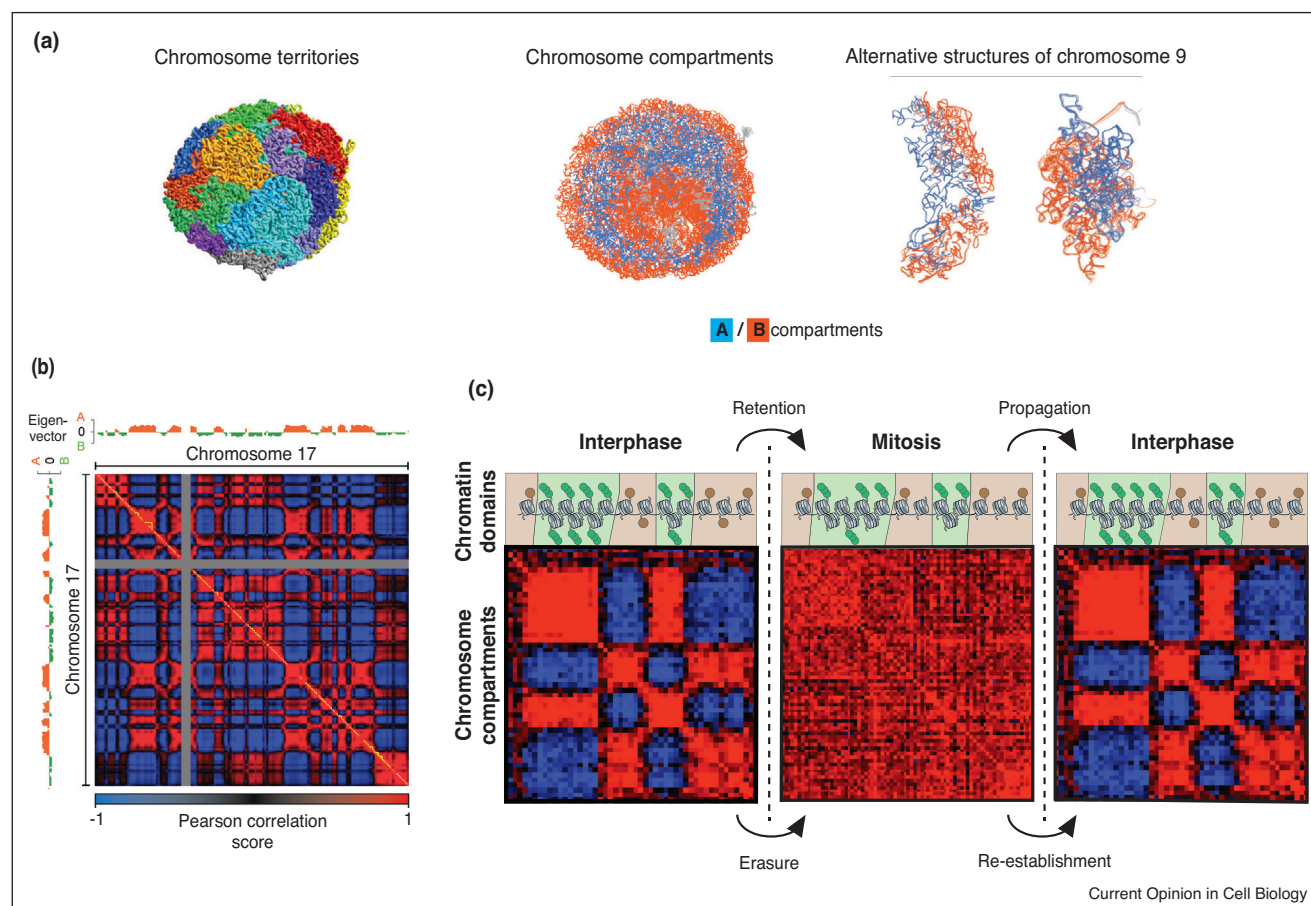 (a)
Chromosome territories
Chromosome compartments
Alternative structures of chromosome 9
A / B compartments
(b)
Eigen-
vector
A
0
B
A 0 B
Chromosome 17
Chromosome 17
-1
1
Pearson correlation
score
(c)
Retention
Propagation
Interphase
Mitosis
Interphase
Chromatin
domains
Chromosome
compartments
Erasure
Re-establishment
Current Opinion in Cell Biology